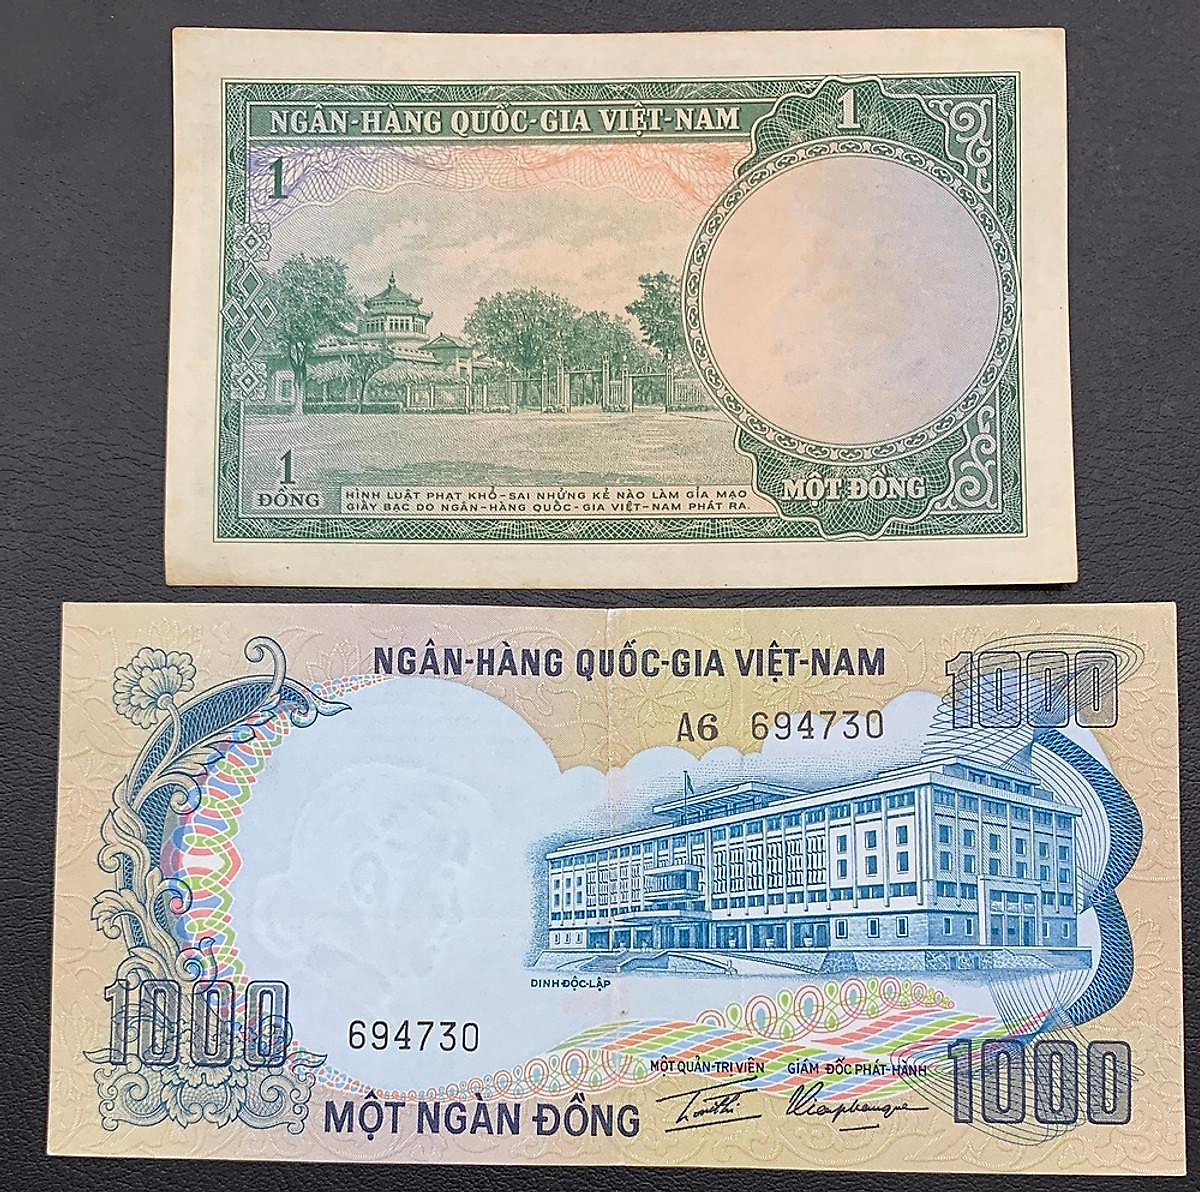 NGÂN-HÀNG QUỐC-GIA VIỆT-NAM
1
1
1
ĐỒNG
HÌNH LUẬT PHẠT KHỔ-SAI NHỮNG KẺ NÀO LÀM GỈA MẠO
GIẤY BẠC DO NGÂN-HÀNG QUỐC-GIA VIỆT-NAM PHÁT RA.
MỘT ĐỒNG
NGÂN-HÀNG QUỐC-GIA VIỆT-NAM
1000
A6 694730
DINH-ĐỘC-LẬP
1000
694730
MỘT QUẢN-TRỊ VIÊN
GIÁM ĐỐC PHÁT-HÀNH
1000
MỘT NGÀN ĐỒNG